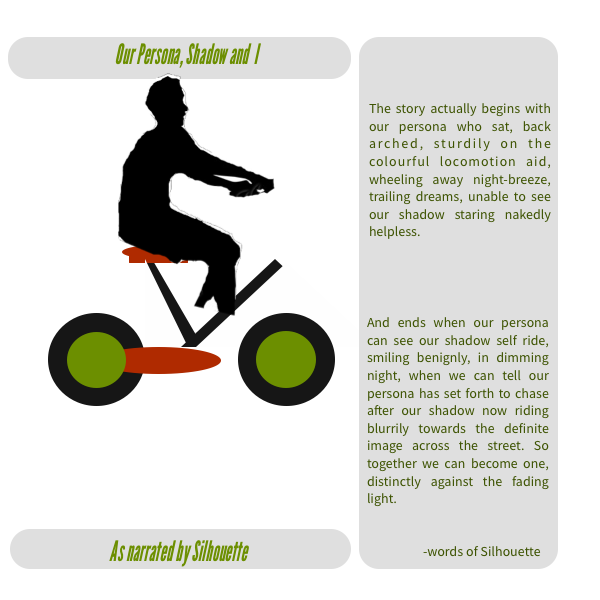 Our Persona, Shadow and I
The story actually begins with
our persona who sat, back
arched, sturdily on the
colourful locomotion aid,
wheeling away night-breeze,
trailing dreams, unable to see
our shadow staring nakedly
helpless.
And ends when our persona
can see our shadow self ride,
smiling benignly, in dimming
night, when we can tell our
persona has set forth to chase
after our shadow now riding
blurrily towards the definite
image across the street. So
together we can become one,
distinctly against the fading
light.
-words of Silhouette
As narrated by Silhouette